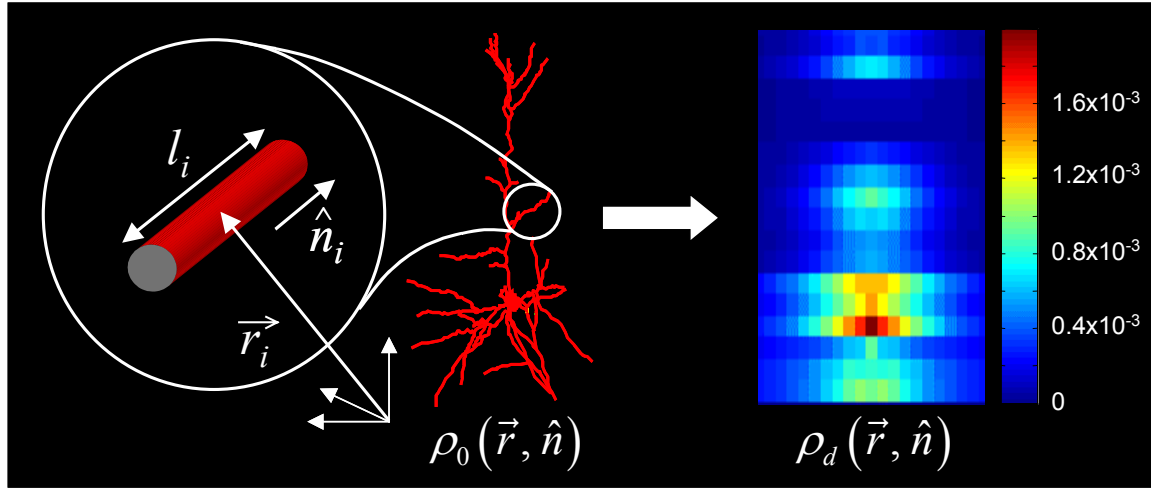 l_i
n̂_i
r⃗_i
ρ_0(r⃗, n̂)
ρ_d(r⃗, n̂)
1.6x10⁻³
1.2x10⁻³
0.8x10⁻³
0.4x10⁻³
0